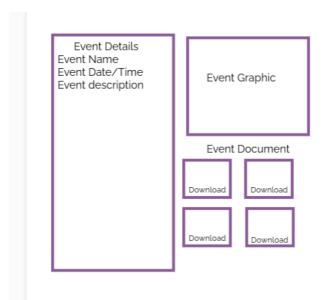 Event Details
Event Name
Event Date/Time
Event description
Event Graphic
Event Document
Download
Download
Download
Download